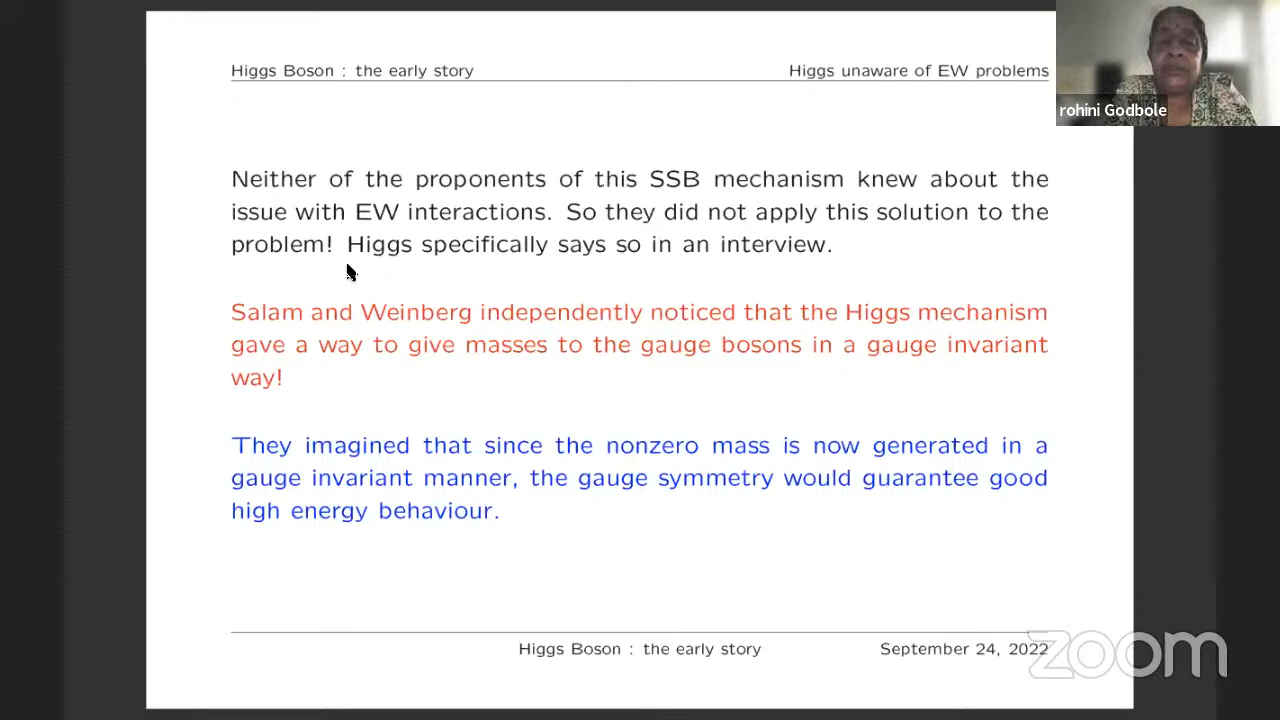 Higgs Boson : the early story
Higgs unaware of EW problems
rohini Godbole
Neither of the proponents of this SSB mechanism knew about the
issue with EW interactions. So they did not apply this solution to the
problem! Higgs specifically says so in an interview.
Salam and Weinberg independently noticed that the Higgs mechanism
gave a way to give masses to the gauge bosons in a gauge invariant
way!
They imagined that since the nonzero mass is now generated in a
gauge invariant manner, the gauge symmetry would guarantee good
high energy behaviour.
Higgs Boson : the early story
September 24, 2022
zoom